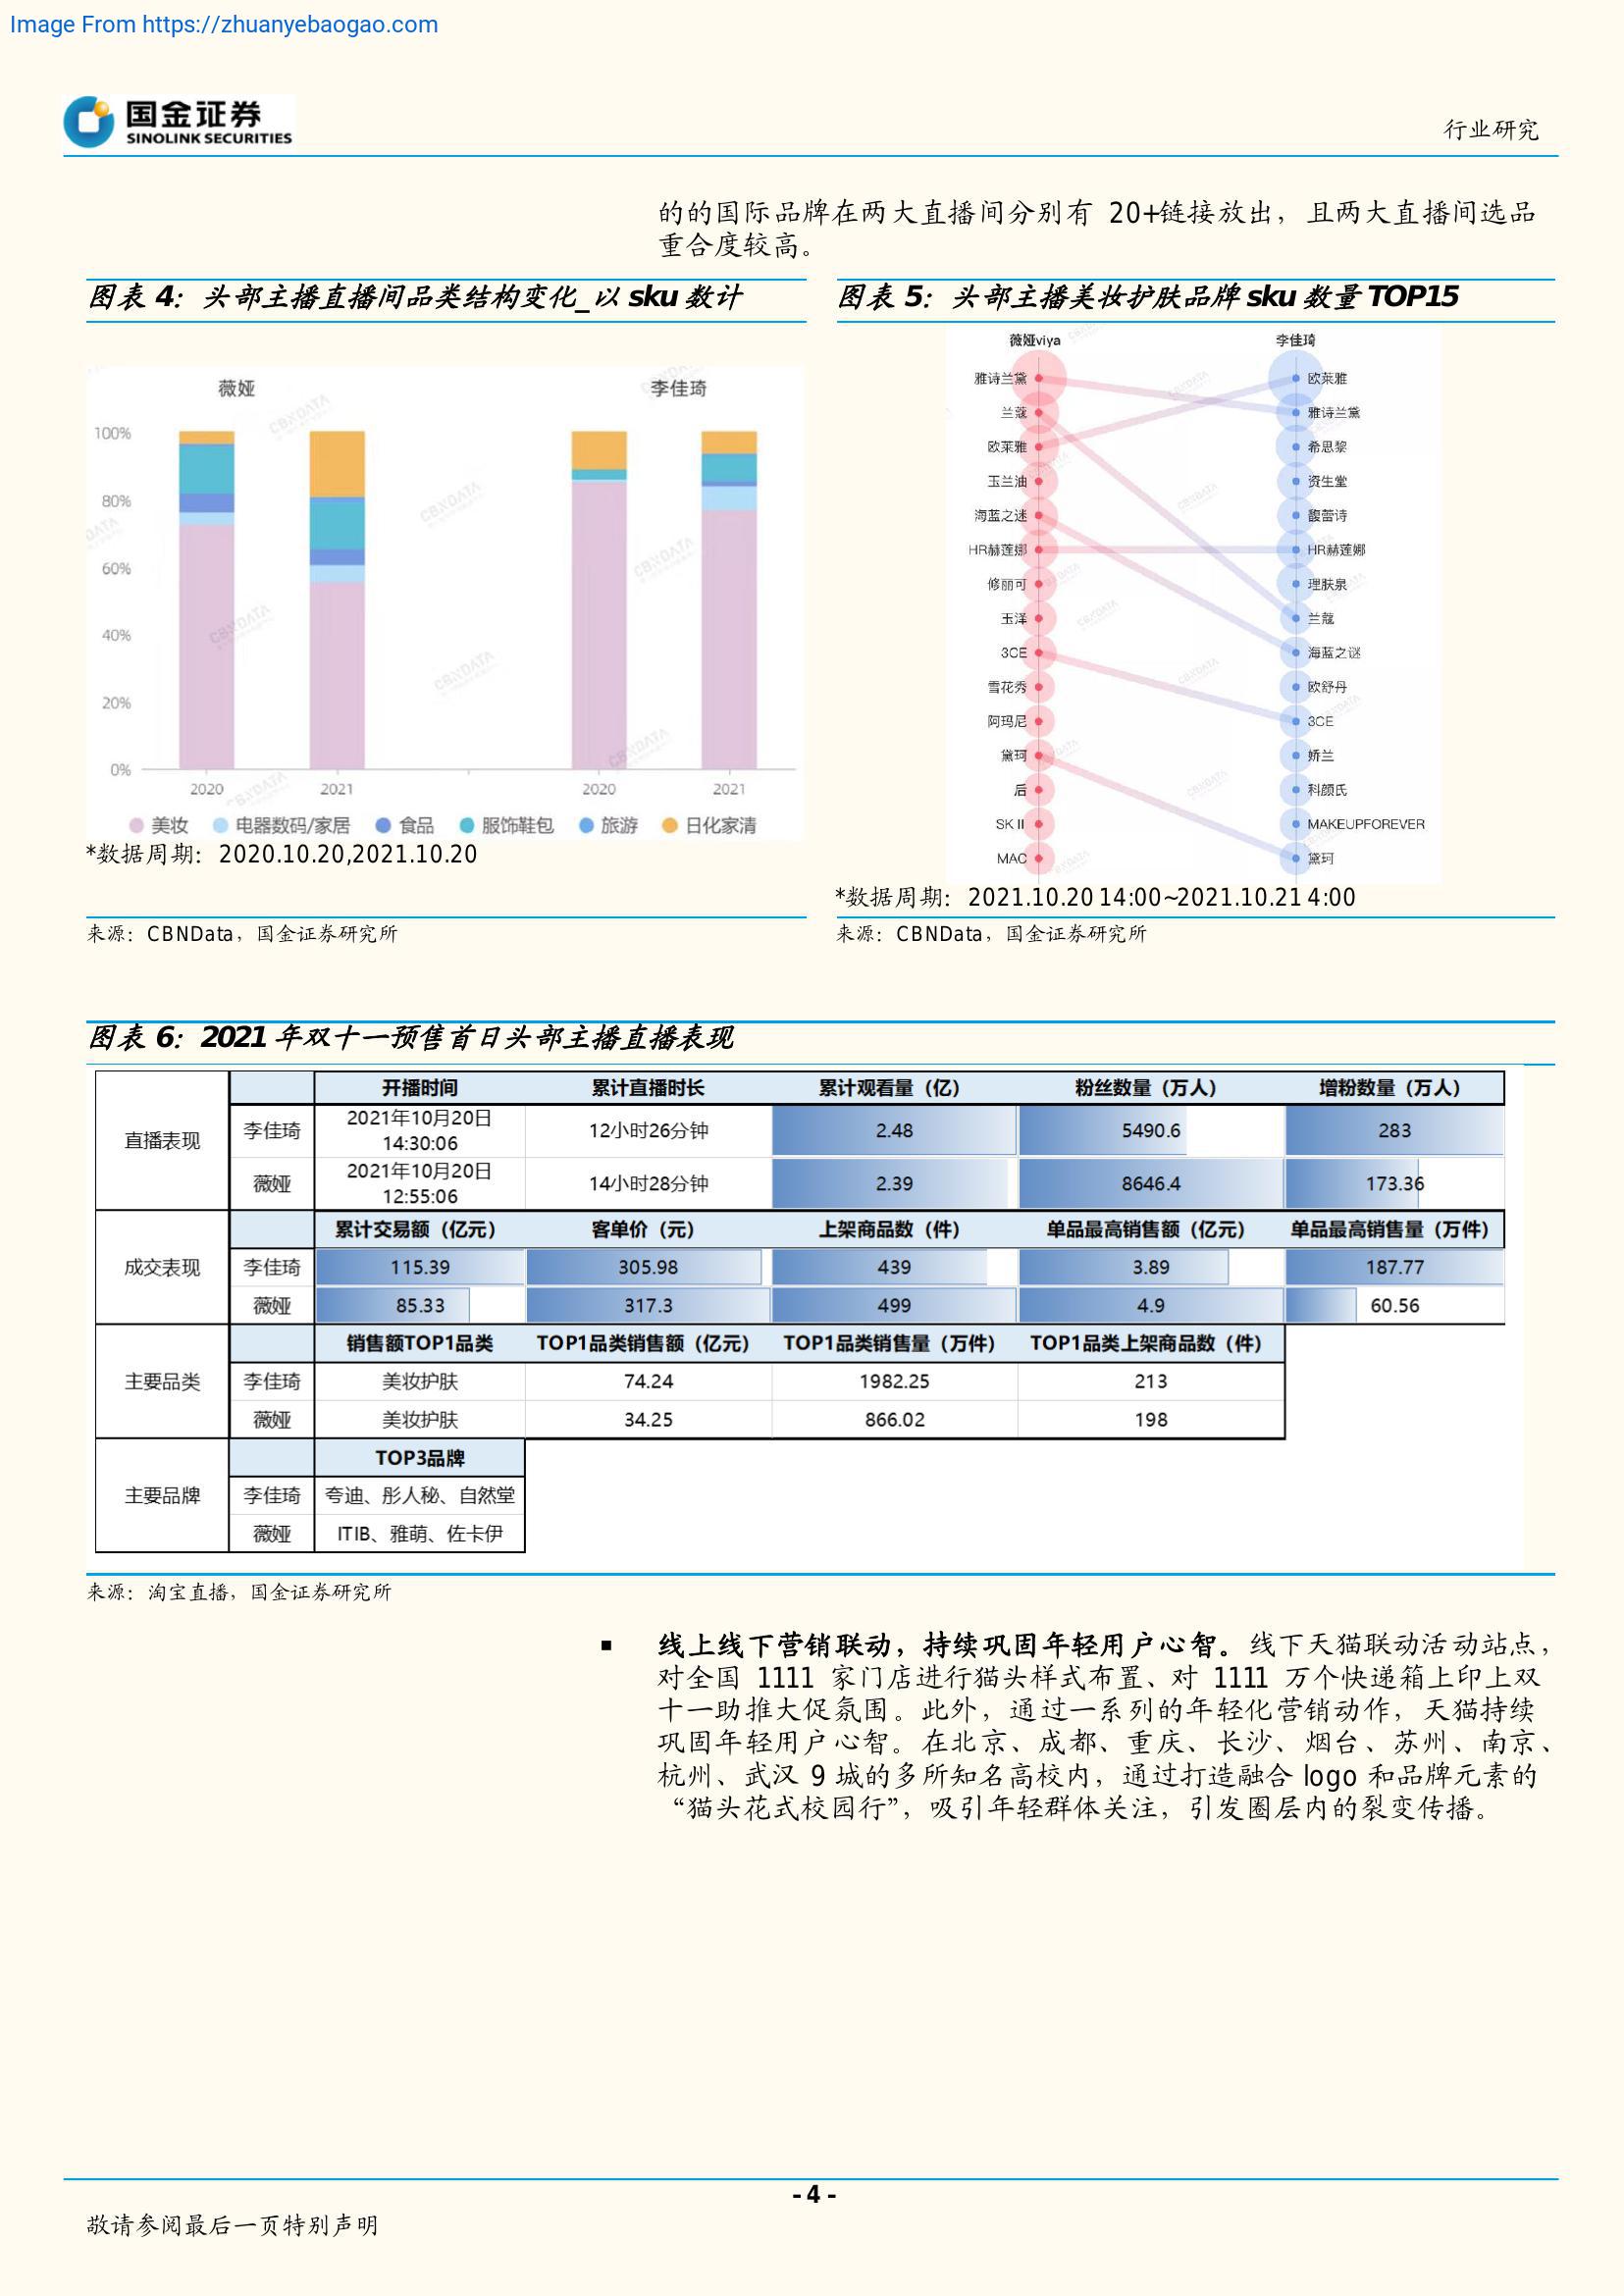 Image From https://zhuanyebaogao.com
国金证券
SINOLINK SECURITIES
行业研究
的的国际品牌在两大直播间分别有 20+链接放出，且两大直播间选品
重合度较高。
图表 4：头部主播直播间品类结构变化_以 sku 数计
薇娅 李佳琦
100%
80%
60%
40%
20%
0%
2020 2021 2020 2021
美妆 电器数码/家居 食品 服饰鞋包 旅游 日化家清
*数据周期：2020.10.20,2021.10.20
来源：CBNData，国金证券研究所
图表 5：头部主播美妆护肤品牌 sku 数量 TOP15
薇娅viya 李佳琦
雅诗兰黛 欧莱雅
兰蔻 雅诗兰黛
欧莱雅 希思黎
玉兰油 资生堂
海蓝之迷 馥蕾诗
HR赫莲娜 HR赫莲娜
修丽可 理肤泉
玉泽 兰蔻
3CE 海蓝之谜
雪花秀 欧舒丹
阿玛尼 3CE
黛珂 娇兰
后 科颜氏
SK II MAKEUPFOREVER
MAC 黛珂
*数据周期：2021.10.20 14:00~2021.10.21 4:00
来源：CBNData，国金证券研究所
图表 6：2021 年双十一预售首日头部主播直播表现
直播表现
开播时间 累计直播时长 累计观看量（亿） 粉丝数量（万人） 增粉数量（万人）
李佳琦 2021年10月20日 14:30:06 12小时26分钟 2.48 5490.6 283
薇娅 2021年10月20日 12:55:06 14小时28分钟 2.39 8646.4 173.36
成交表现
累计交易额（亿元） 客单价（元） 上架商品数（件） 单品最高销售额（亿元） 单品最高销售量（万件）
李佳琦 115.39 305.98 439 3.89 187.77
薇娅 85.33 317.3 499 4.9 60.56
主要品类
销售额TOP1品类 TOP1品类销售额（亿元） TOP1品类销售量（万件） TOP1品类上架商品数（件）
李佳琦 美妆护肤 74.24 1982.25 213
薇娅 美妆护肤 34.25 866.02 198
主要品牌
TOP3品牌
李佳琦 夸迪、彤人秘、自然堂
薇娅 ITIB、雅萌、佐卡伊
来源：淘宝直播，国金证券研究所
■ 线上线下营销联动，持续巩固年轻用户心智。线下天猫联动活动站点，
对全国 1111 家门店进行猫头样式布置、对 1111 万个快递箱上印上双
十一助推大促氛围。此外，通过一系列的年轻化营销动作，天猫持续
巩固年轻用户心智。在北京、成都、重庆、长沙、烟台、苏州、南京、
杭州、武汉 9 城的多所知名高校内，通过打造融合 logo 和品牌元素的
“猫头花式校园行”，吸引年轻群体关注，引发圈层内的裂变传播。
- 4 -
敬请参阅最后一页特别声明